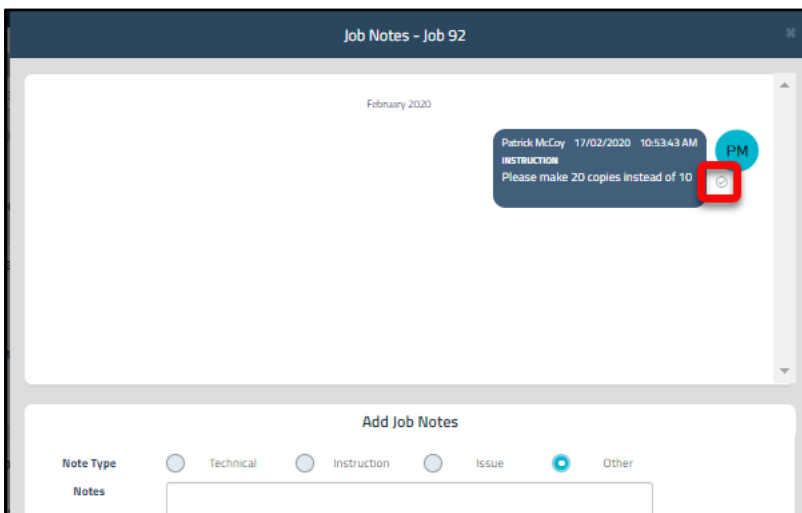 Job Notes - Job 92
February 2020
Patrick McCoy 17/02/2020 10:53:43 AM
PM
INSTRUCTION
Please make 20 copies instead of 10
Add Job Notes
Note Type Technical Instruction Issue Other
Notes